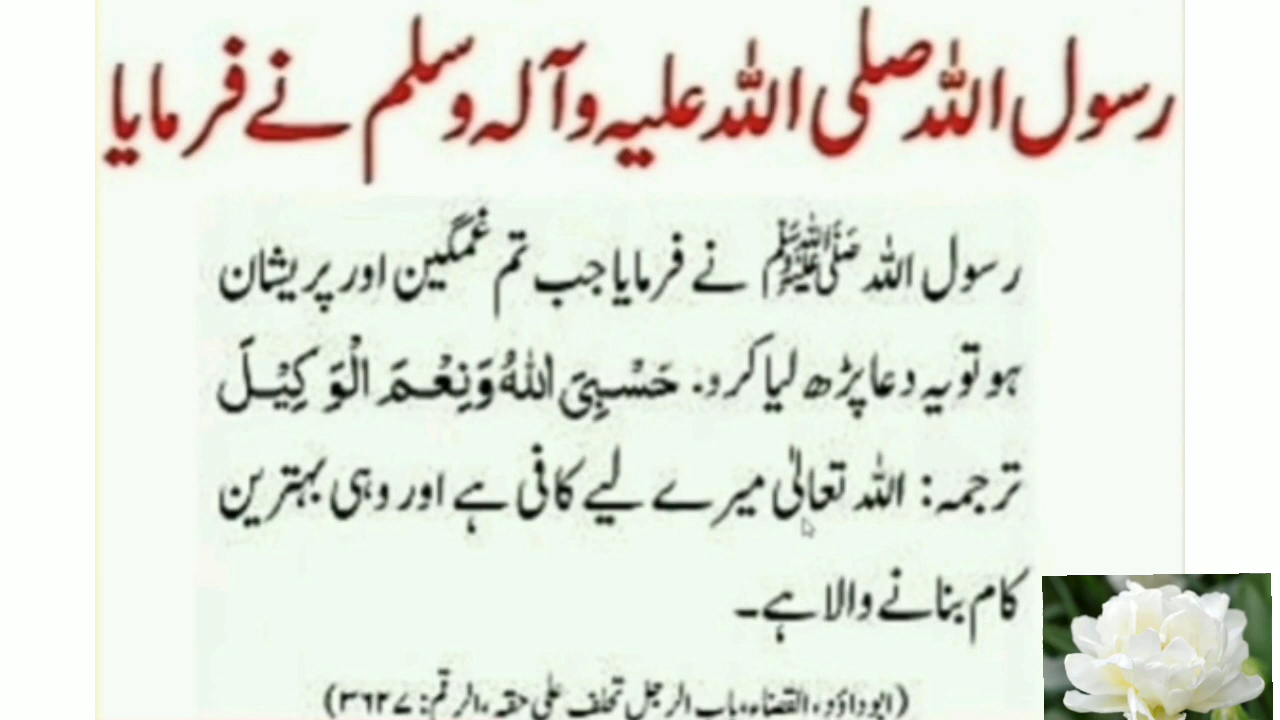 رسول اللہ صلی اللہ علیہ وآلہ وسلم نے فرمایا
رسول اللہ ﷺ نے فرمایا جب تم غمگین اور پریشان
ہو تو یہ دعا پڑھ لیا کرو۔ حَسْبِیَ اللهُ وَنِعْمَ الْوَكِيْلَ
ترجمہ: اللہ تعالٰی میرے لیے کافی ہے اور وہی بہترین
کام بنانے والا ہے۔
(ابوداؤد، القضاء، باب الرجل تحلف علی حقہ، الرقم: ۳۶۲۷)